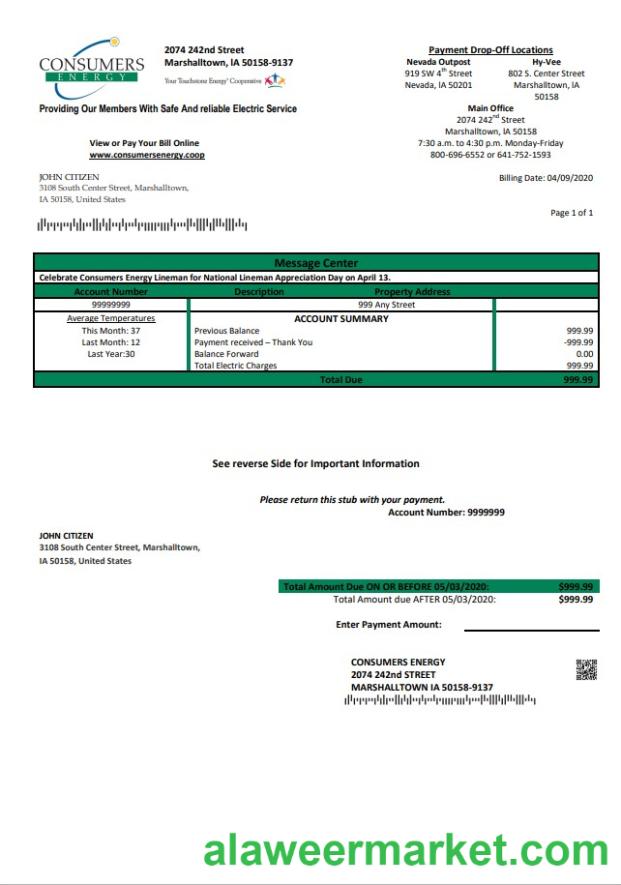 CONSUMERS
ENERGY
2074 242nd Street
Marshalltown, IA 50158-9137
Your Touchstone Energy® Cooperative
Providing Our Members With Safe And reliable Electric Service
Payment Drop-Off Locations
Nevada Outpost
919 SW 4th Street
Nevada, IA 50201
Hy-Vee
802 S. Center Street
Marshalltown, IA
50158
Main Office
2074 242nd Street
Marshalltown, IA 50158
7:30 a.m. to 4:30 p.m. Monday-Friday
800-696-6552 or 641-752-1593
View or Pay Your Bill Online
www.consumersenergy.coop
JOHN CITIZEN
3108 South Center Street, Marshalltown,
IA 50158, United States
Billing Date: 04/09/2020
Page 1 of 1
Message Center
Celebrate Consumers Energy Lineman for National Lineman Appreciation Day on April 13.
Account Number Description Property Address
99999999 999 Any Street
Average Temperatures
This Month: 37
Last Month: 12
Last Year:30
ACCOUNT SUMMARY
Previous Balance 999.99
Payment received – Thank You -999.99
Balance Forward 0.00
Total Electric Charges 999.99
Total Due 999.99
See reverse Side for Important Information
Please return this stub with your payment.
Account Number: 9999999
JOHN CITIZEN
3108 South Center Street, Marshalltown,
IA 50158, United States
Total Amount Due ON OR BEFORE 05/03/2020: $999.99
Total Amount due AFTER 05/03/2020: $999.99
Enter Payment Amount:
CONSUMERS ENERGY
2074 242nd STREET
MARSHALLTOWN IA 50158-9137
alaweermarket.com